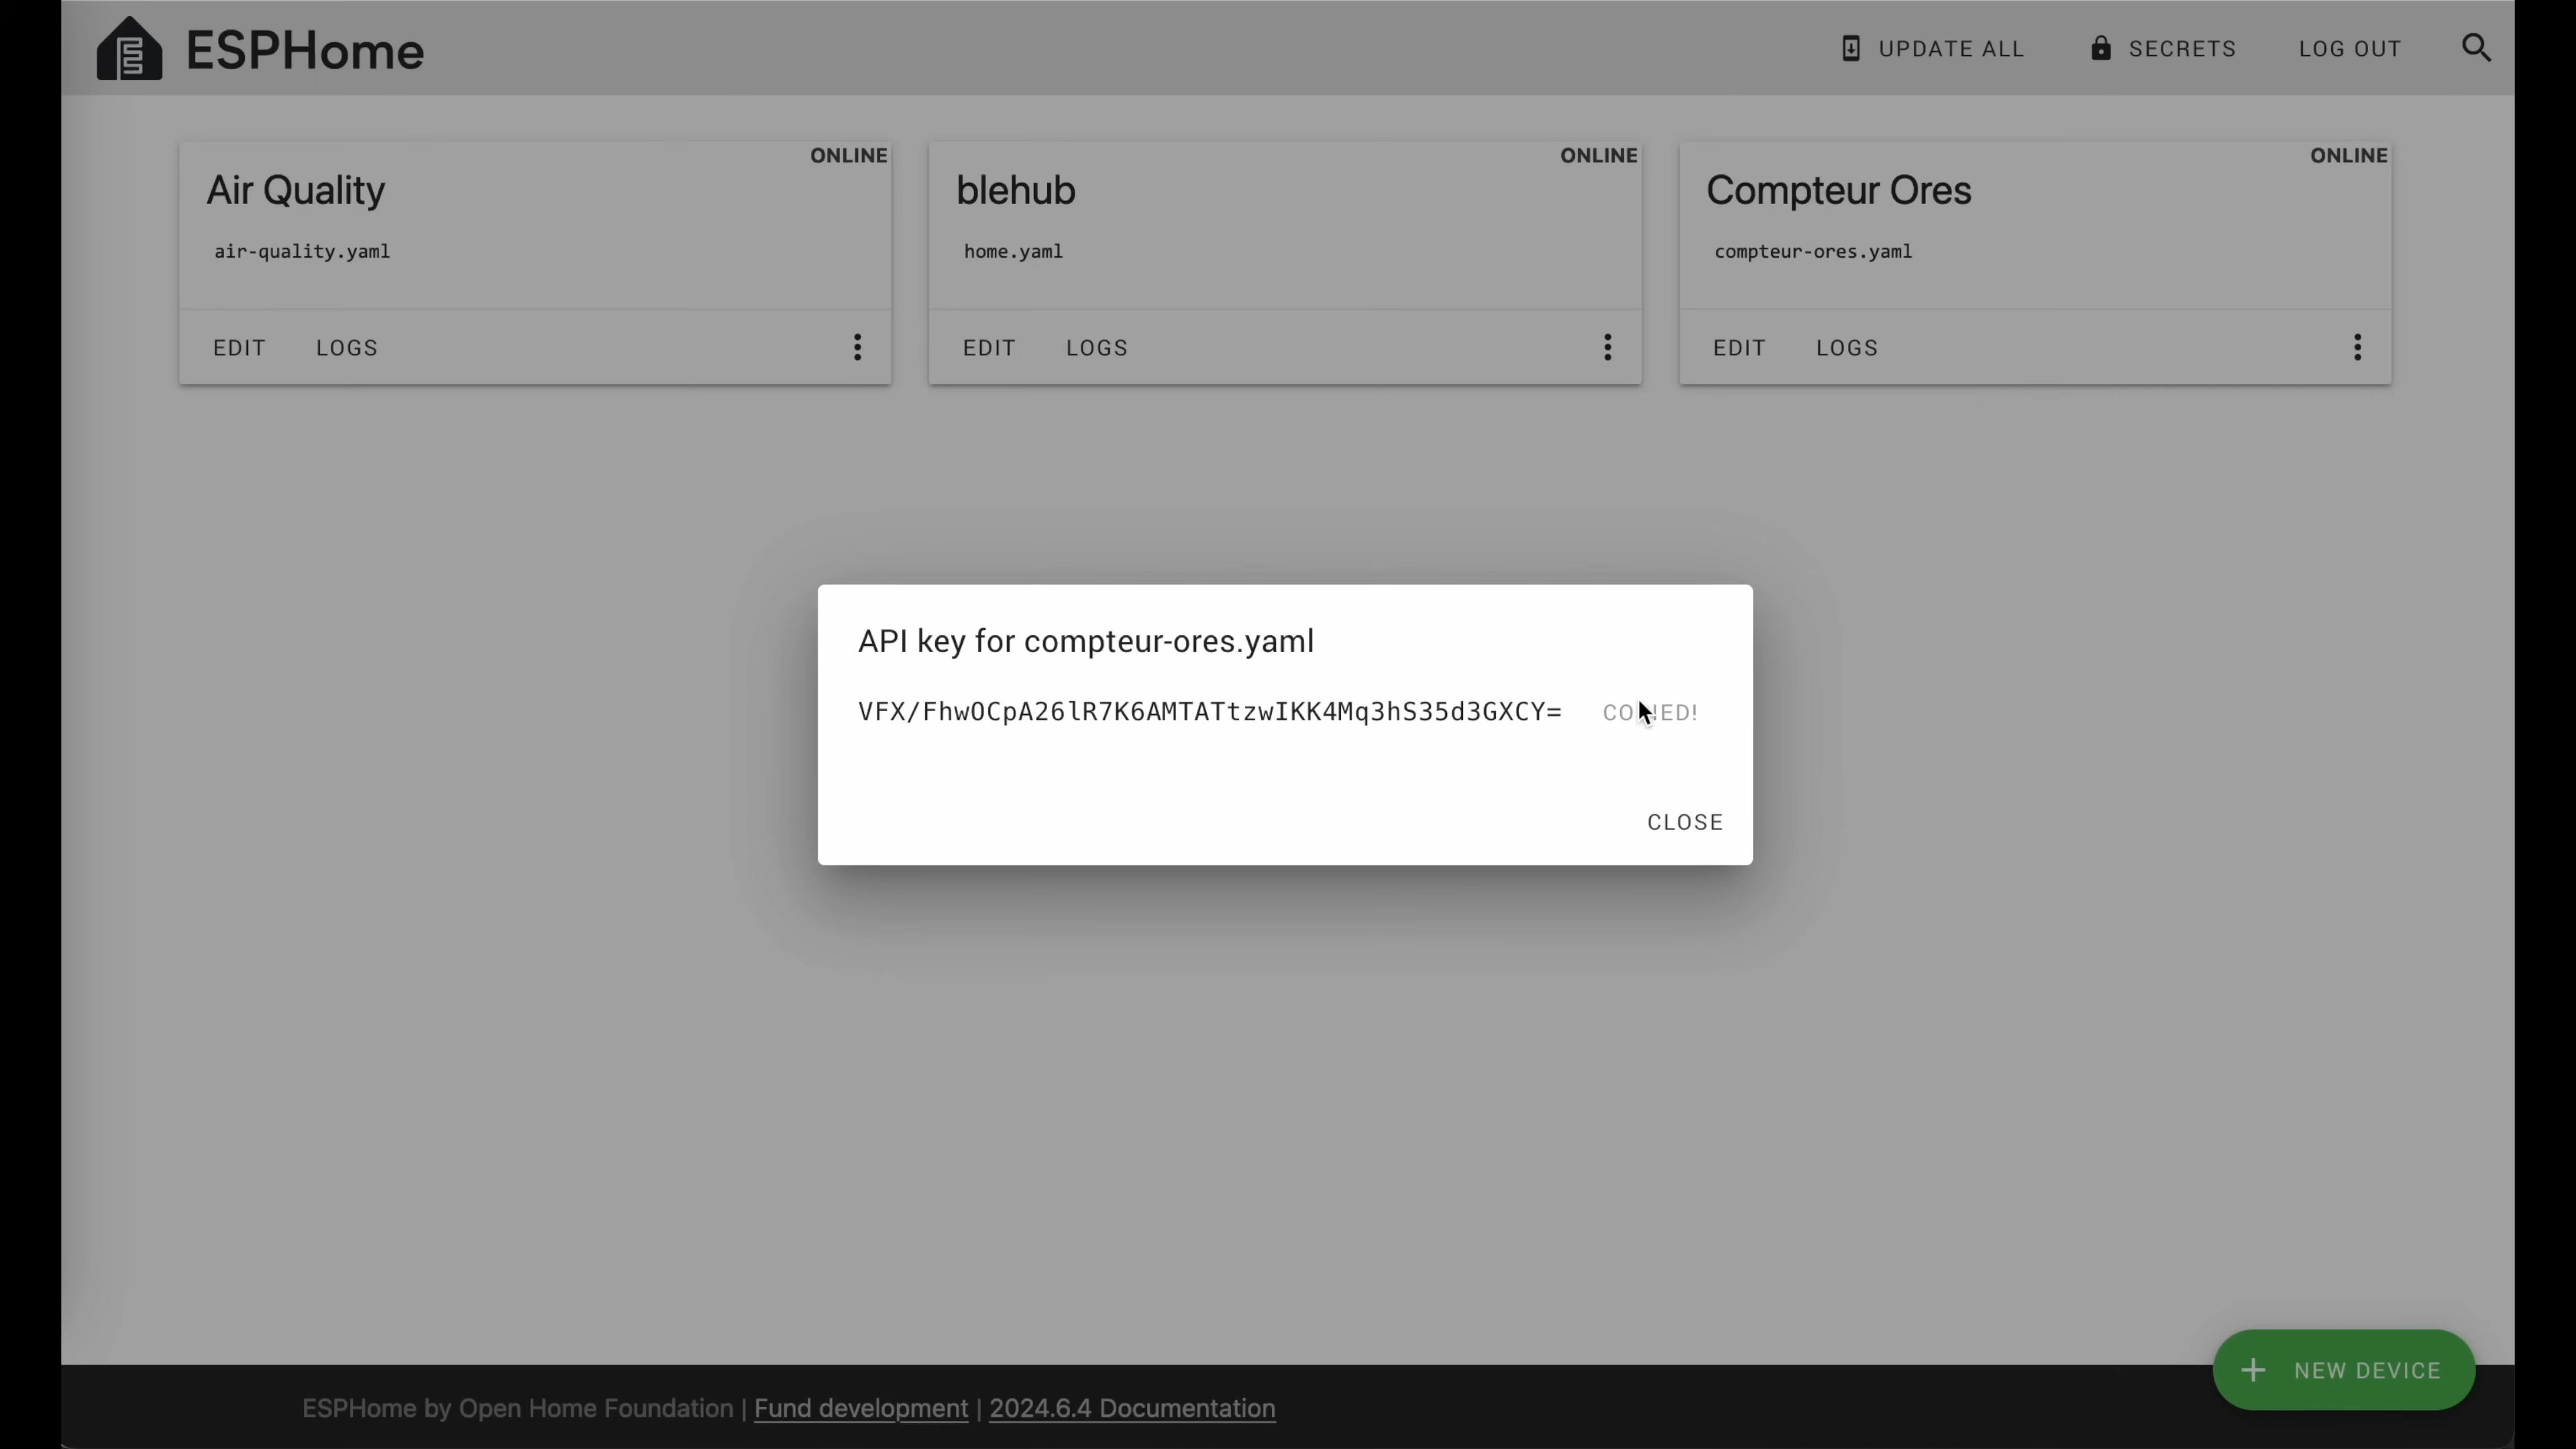 ESPHome
UPDATE ALL
SECRETS
LOG OUT
ONLINE
Air Quality
air-quality.yaml
EDIT
LOGS
ONLINE
blehub
home.yaml
EDIT
LOGS
ONLINE
Compteur Ores
compteur-ores.yaml
EDIT
LOGS
API key for compteur-ores.yaml
VFX/FhwOCpA26lR7K6AMTATtzwIKK4Mq3hS35d3GXCY=
CLOSE
NEW DEVICE
ESPHome by Open Home Foundation | Fund development | 2024.6.4 Documentation